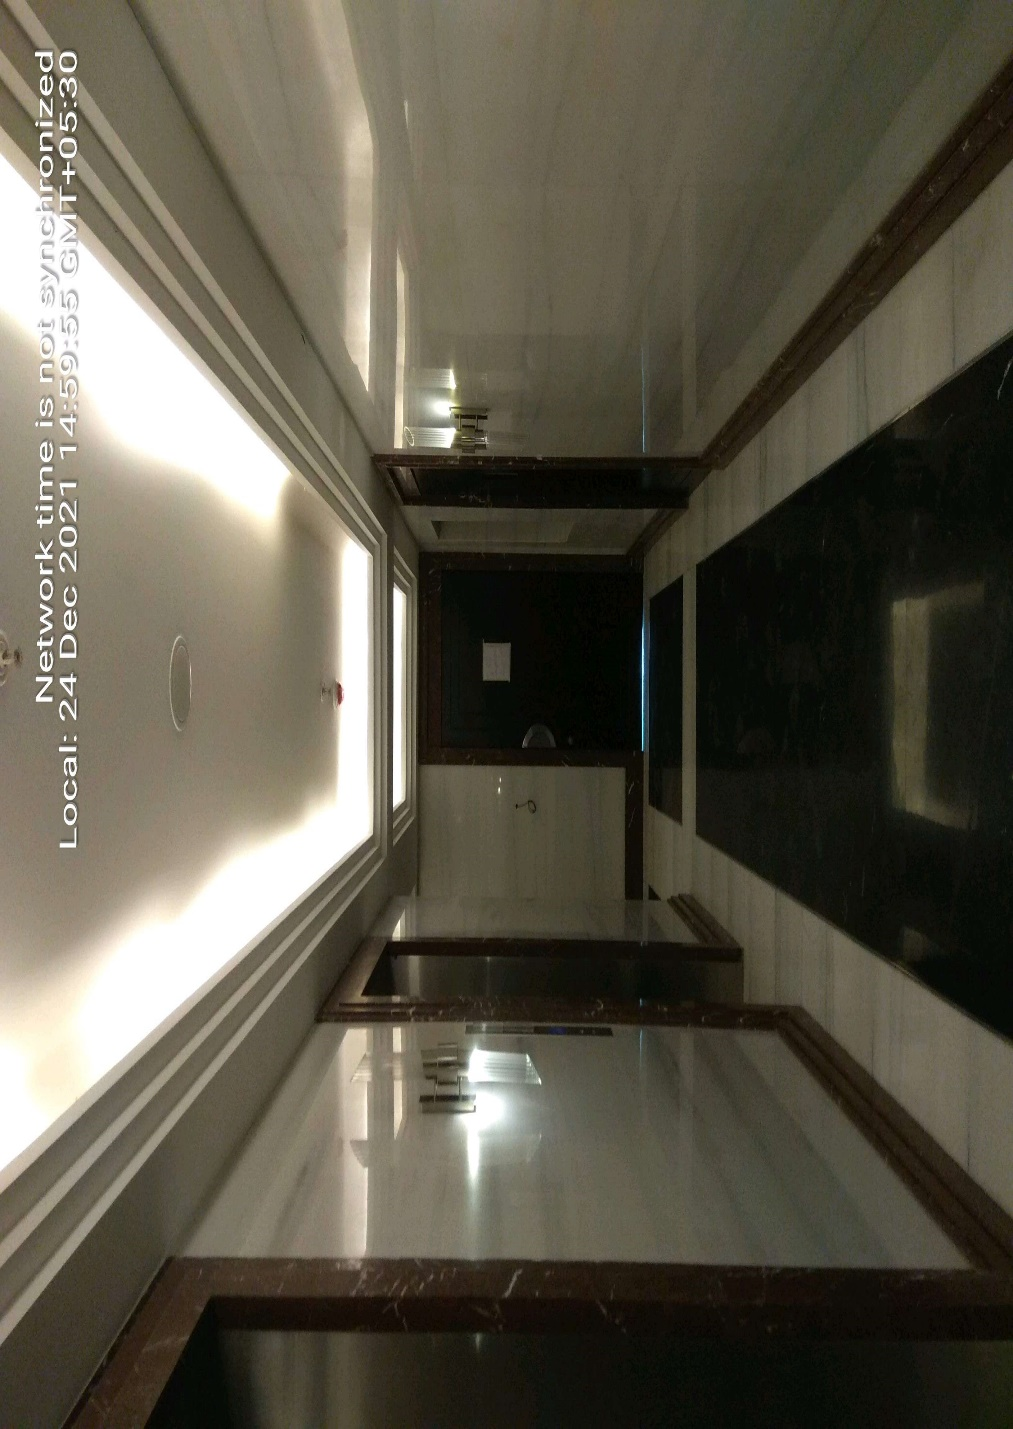 Network time is not synchronized
Local: 24 Dec 2021 14:59:55 GMT+05:30